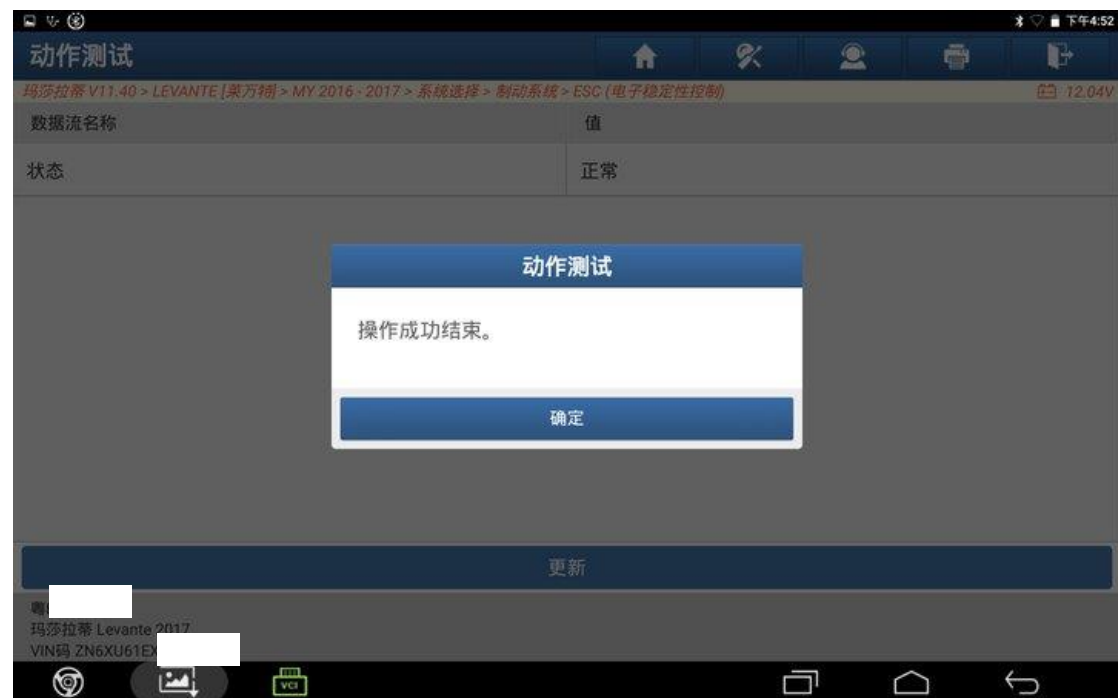 下午4:52
动作测试
玛莎拉蒂 V11.40 > LEVANTE [莱万特] > MY 2016 - 2017 > 系统选择 > 制动系统 > ESC (电子稳定性控制) 12.04V
数据流名称 值
状态 正常
动作测试
操作成功结束。
确定
更新
粤
玛莎拉蒂 Levante 2017
VIN码 ZN6XU61EX
VCI